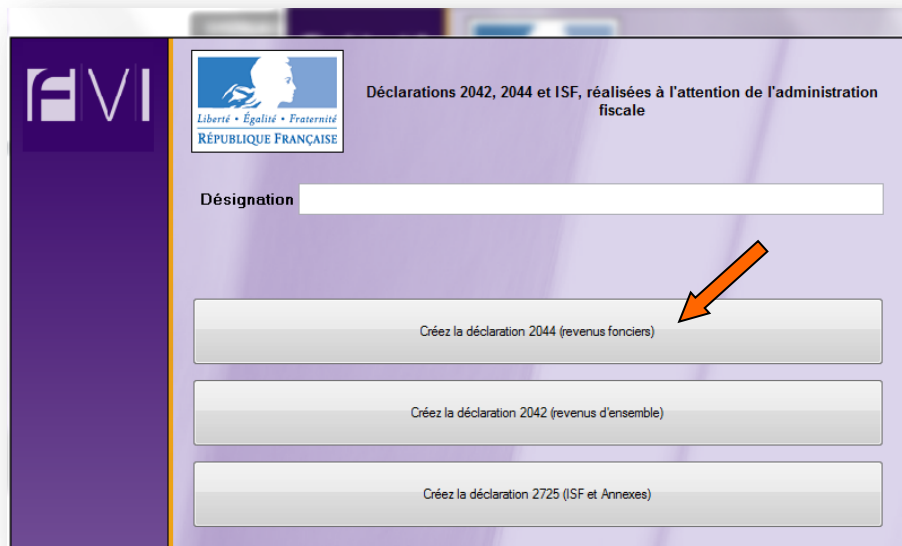 FVI
Liberté • Égalité • Fraternité
RÉPUBLIQUE FRANÇAISE
Déclarations 2042, 2044 et ISF, réalisées à l'attention de l'administration
fiscale
Désignation
Créez la déclaration 2044 (revenus fonciers)
Créez la déclaration 2042 (revenus d'ensemble)
Créez la déclaration 2725 (ISF et Annexes)